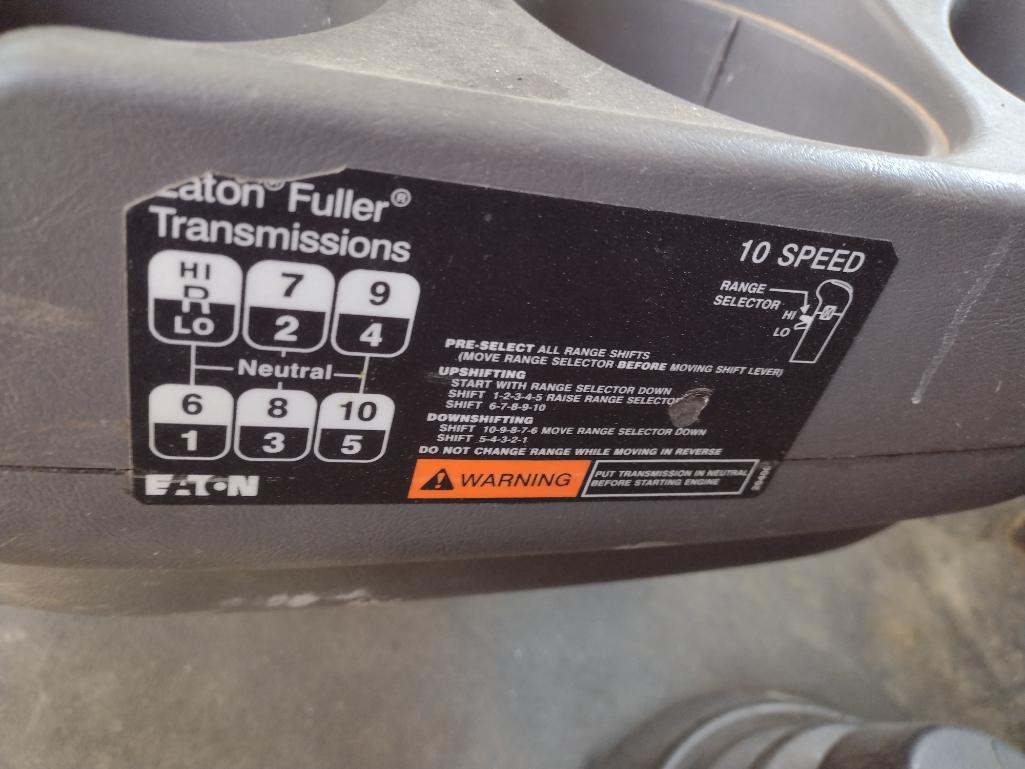 Eaton® Fuller®
Transmissions
10 SPEED
HI
R
LO
7
2
9
4
Neutral
6
1
8
3
10
5
EATON
RANGE
SELECTOR
HI
LO
PRE-SELECT ALL RANGE SHIFTS
(MOVE RANGE SELECTOR BEFORE MOVING SHIFT LEVER)
UPSHIFTING
START WITH RANGE SELECTOR DOWN
SHIFT 1-2-3-4-5 RAISE RANGE SELECTOR
SHIFT 6-7-8-9-10
DOWNSHIFTING
SHIFT 10-9-8-7-6 MOVE RANGE SELECTOR DOWN
SHIFT 5-4-3-2-1
DO NOT CHANGE RANGE WHILE MOVING IN REVERSE
WARNING
PUT TRANSMISSION IN NEUTRAL
BEFORE STARTING ENGINE